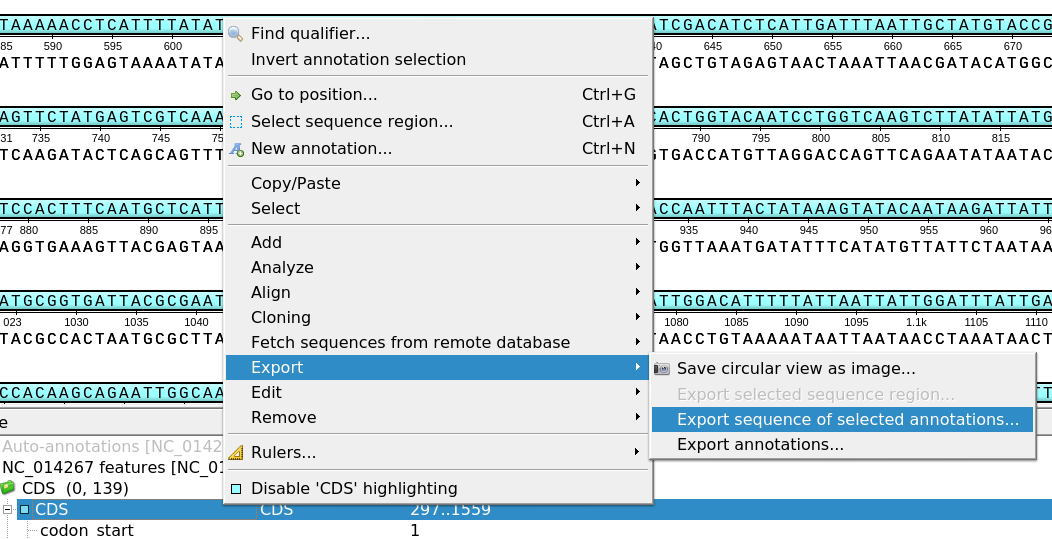 TAAAAACCTCATTTTATAT
ATCGACATCTCATTGATTTAATTGCTATGTACCG
85 590 595 600
40 645 650 655 660 665 670
ATTTTTGGAGTAAAATATA
TAGCTGTAGAGTAACTAAATTAACGATACATGGC
AGTTCTATGAGTCGTCAAA
CACTGGTACAATCCTGGTCAAGTCTTATATTATG
31 735 740 745 75
790 795 800 805 810 815
TCAAGATACTCAGCAGTTT
GTGACCATGTTAGGACCAGTTCAGAATATAATAC
TCCACTTTCAATGCTCATT
ACCAATTTACTATAAAGTATACAATAAGATTATT
77 880 885 890 895
935 940 945 950 955 960 96
AGGTGAAAGTTACGAGTAA
TGGTTAAATGATATTTCATATGTTATTCTAATAA
ATGCGGTGATTACGCGAAT
ATTGGACATTTTTATTAATTATTGGATTTATTGA
023 1030 1035 1040
1080 1085 1090 1095 1.1k 1105 1110
TACGCCACTAATGCGCTTA
TAACCTGTAAAAATAATTAATAACCTAAATAACT
CCACAAGCAGAATTGGCAA
Find qualifier...
Invert annotation selection
Go to position... Ctrl+G
Select sequence region... Ctrl+A
New annotation... Ctrl+N
Copy/Paste
Select
Add
Analyze
Align
Cloning
Fetch sequences from remote database
Export
Edit
Remove
Rulers...
Disable 'CDS' highlighting
Save circular view as image...
Export selected sequence region...
Export sequence of selected annotations...
Export annotations...
e
Auto-annotations [NC_0142
NC_014267 features [NC_01
CDS (0, 139)
CDS CDS 297..1559
codon_start 1